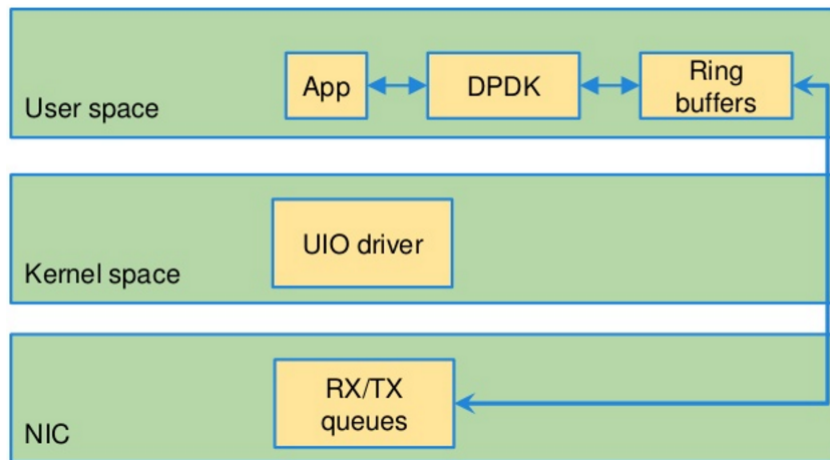 App
DPDK
Ring
buffers
User space
UIO driver
Kernel space
RX/TX
queues
NIC